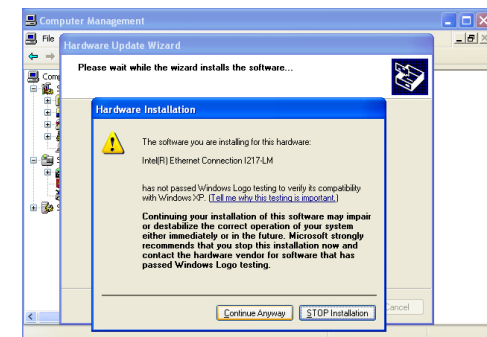 Computer Management
File
Hardware Update Wizard
Please wait while the wizard installs the software...
Hardware Installation
The software you are installing for this hardware:
Intel(R) Ethernet Connection I217-LM
has not passed Windows Logo testing to verify its compatibility
with Windows XP. (Tell me why this testing is important.)
Continuing your installation of this software may impair
or destabilize the correct operation of your system
either immediately or in the future. Microsoft strongly
recommends that you stop this installation now and
contact the hardware vendor for software that has
passed Windows Logo testing.
Continue Anyway
STOP Installation
Cancel